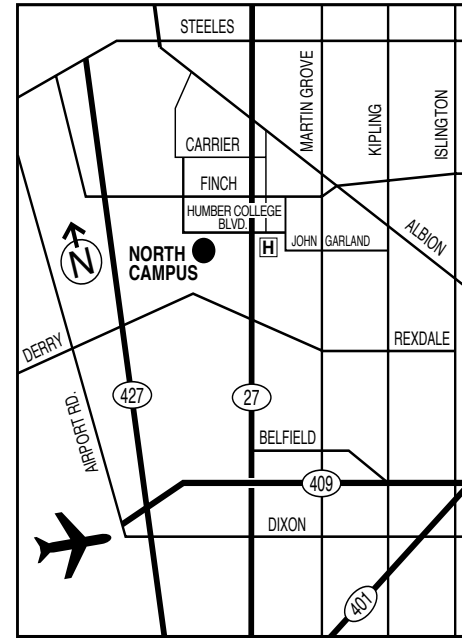 STEELES
MARTIN GROVE
KIPLING
ISLINGTON
CARRIER
FINCH
HUMBER COLLEGE
BLVD.
ALBION
N
NORTH
CAMPUS
H
JOHN GARLAND
DERRY
REXDALE
AIRPORT RD.
427
27
BELFIELD
409
DIXON
401